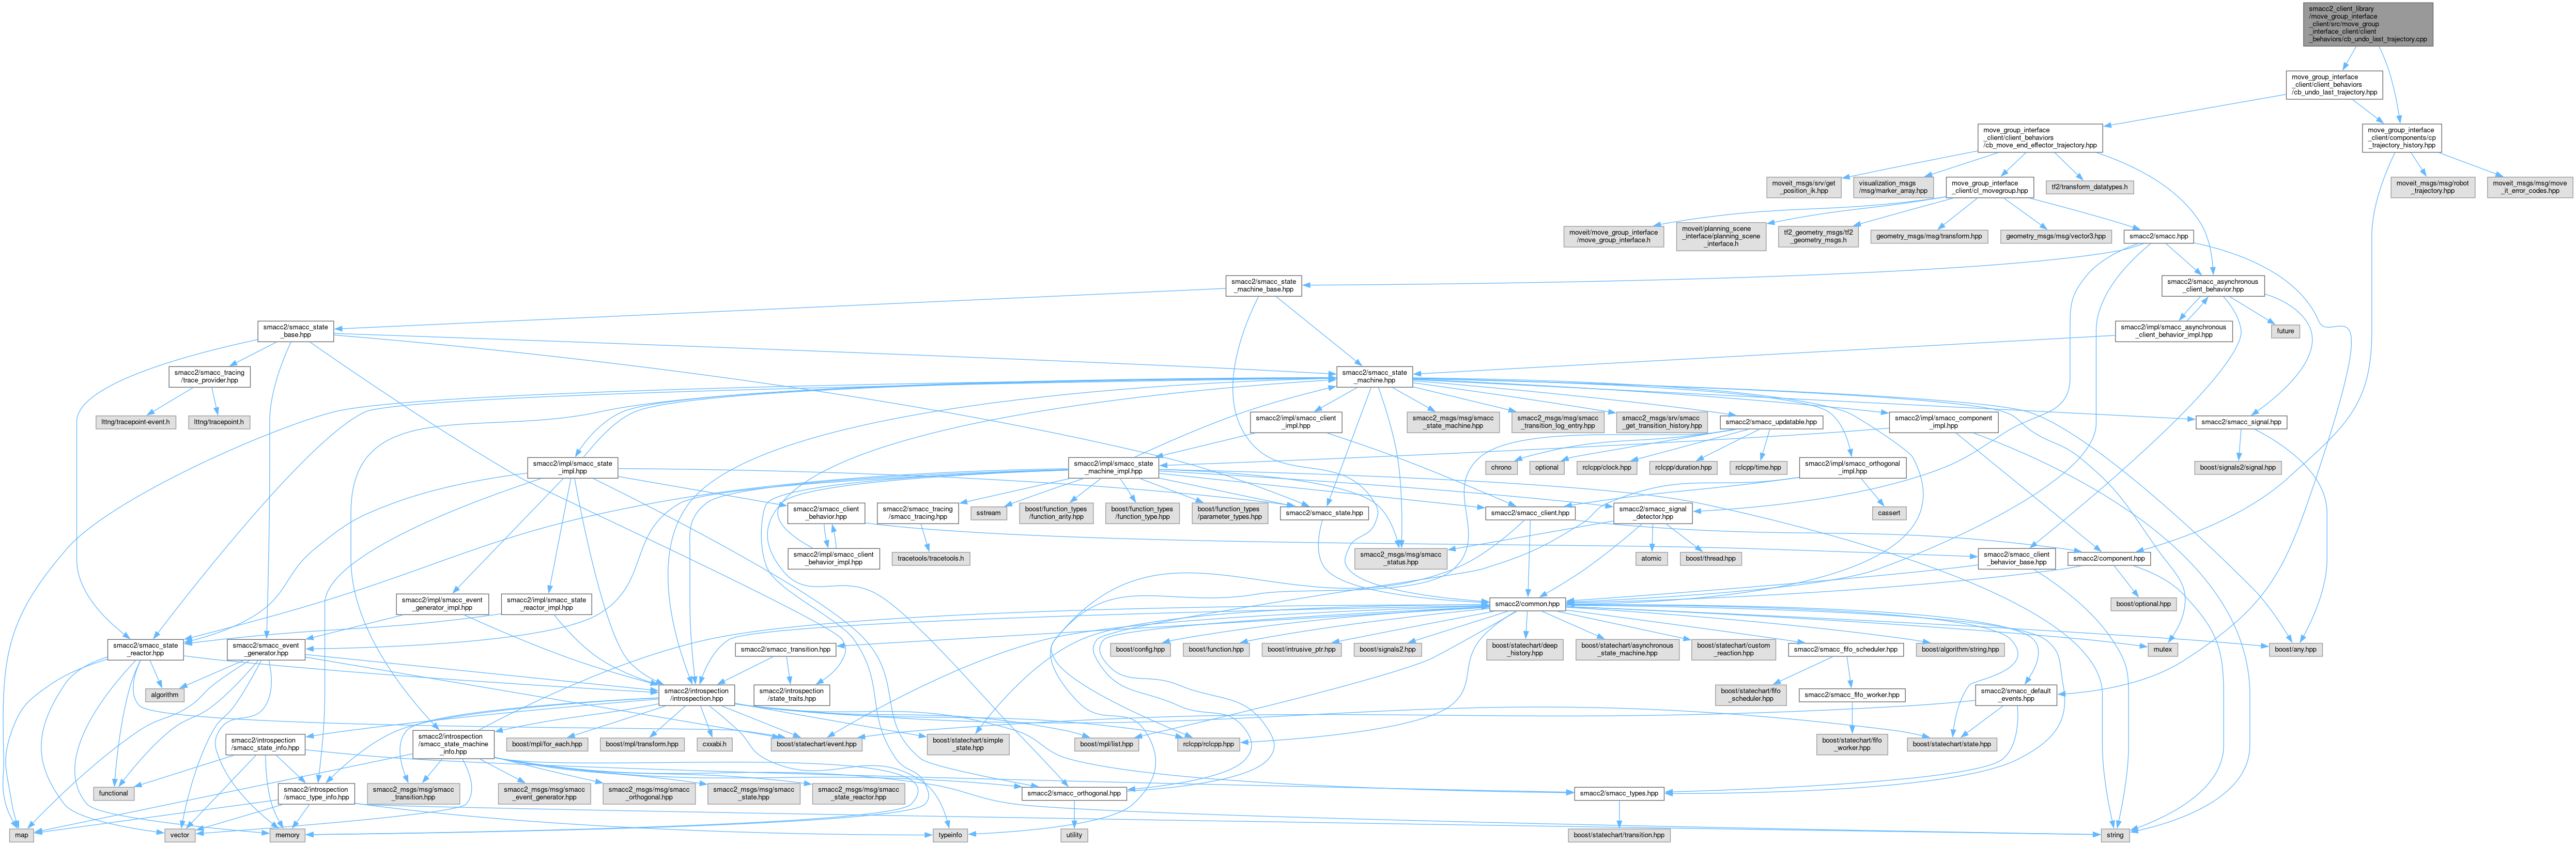 smacc2_client_library
/move_group_interface
_client/src/move_group
_interface_client/client
_behaviors/cb_undo_last_trajectory.cpp
move_group_interface
_client/client_behaviors
/cb_undo_last_trajectory.hpp
move_group_interface
_client/client_behaviors
/cb_move_end_effector_trajectory.hpp
move_group_interface
_client/components/cp
_trajectory_history.hpp
moveit_msgs/srv/get
_position_ik.hpp
visualization_msgs
/msg/marker_array.hpp
move_group_interface
_client/cl_movegroup.hpp
tf2/transform_datatypes.h
moveit_msgs/msg/robot
_trajectory.hpp
moveit_msgs/msg/move
_it_error_codes.hpp
moveit/move_group_interface
/move_group_interface.h
moveit/planning_scene
_interface/planning_scene
_interface.h
tf2_geometry_msgs/tf2
_geometry_msgs.h
geometry_msgs/msg/transform.hpp
geometry_msgs/msg/vector3.hpp
smacc2/smacc.hpp
smacc2/smacc_state
_machine_base.hpp
smacc2/smacc_asynchronous
_client_behavior.hpp
smacc2/smacc_state
_base.hpp
smacc2/impl/smacc_asynchronous
_client_behavior_impl.hpp
future
smacc2/smacc_tracing
/trace_provider.hpp
smacc2/smacc_state
_machine.hpp
lttng/tracepoint-event.h
lttng/tracepoint.h
smacc2/impl/smacc_client
_impl.hpp
smacc2_msgs/msg/smacc
_state_machine.hpp
smacc2_msgs/msg/smacc
_transition_log_entry.hpp
smacc2_msgs/srv/smacc
_get_transition_history.hpp
smacc2/smacc_updatable.hpp
smacc2/impl/smacc_component
_impl.hpp
smacc2/smacc_signal.hpp
smacc2/impl/smacc_state
_impl.hpp
smacc2/impl/smacc_state
_machine_impl.hpp
chrono
optional
rclcpp/clock.hpp
rclcpp/duration.hpp
rclcpp/time.hpp
smacc2/impl/smacc_orthogonal
_impl.hpp
boost/signals2/signal.hpp
smacc2/smacc_client
_behavior.hpp
smacc2/smacc_tracing
/smacc_tracing.hpp
sstream
boost/function_types
/function_arity.hpp
boost/function_types
/function_type.hpp
boost/function_types
/parameter_types.hpp
smacc2/smacc_state.hpp
smacc2/smacc_client.hpp
smacc2/smacc_signal
_detector.hpp
cassert
smacc2/impl/smacc_client
_behavior_impl.hpp
tracetools/tracetools.h
smacc2_msgs/msg/smacc
_status.hpp
atomic
boost/thread.hpp
smacc2/smacc_client
_behavior_base.hpp
smacc2/component.hpp
smacc2/impl/smacc_event
_generator_impl.hpp
smacc2/impl/smacc_state
_reactor_impl.hpp
smacc2/common.hpp
boost/optional.hpp
smacc2/smacc_state
_reactor.hpp
smacc2/smacc_event
_generator.hpp
smacc2/smacc_transition.hpp
boost/config.hpp
boost/function.hpp
boost/intrusive_ptr.hpp
boost/signals2.hpp
boost/statechart/deep
_history.hpp
boost/statechart/asynchronous
_state_machine.hpp
boost/statechart/custom
_reaction.hpp
smacc2/smacc_fifo_scheduler.hpp
boost/algorithm/string.hpp
mutex
boost/any.hpp
algorithm
smacc2/introspection
/introspection.hpp
smacc2/introspection
/state_traits.hpp
boost/statechart/fifo
_scheduler.hpp
smacc2/smacc_fifo_worker.hpp
smacc2/smacc_default
_events.hpp
smacc2/introspection
/smacc_state_info.hpp
smacc2/introspection
/smacc_state_machine
_info.hpp
boost/mpl/for_each.hpp
boost/mpl/transform.hpp
cxxabi.h
boost/statechart/event.hpp
boost/statechart/simple
_state.hpp
boost/mpl/list.hpp
rclcpp/rclcpp.hpp
boost/statechart/fifo
_worker.hpp
boost/statechart/state.hpp
functional
smacc2/introspection
/smacc_type_info.hpp
smacc2_msgs/msg/smacc
_transition.hpp
smacc2_msgs/msg/smacc
_event_generator.hpp
smacc2_msgs/msg/smacc
_orthogonal.hpp
smacc2_msgs/msg/smacc
_state.hpp
smacc2_msgs/msg/smacc
_state_reactor.hpp
smacc2/smacc_orthogonal.hpp
smacc2/smacc_types.hpp
map
vector
memory
typeinfo
utility
boost/statechart/transition.hpp
string